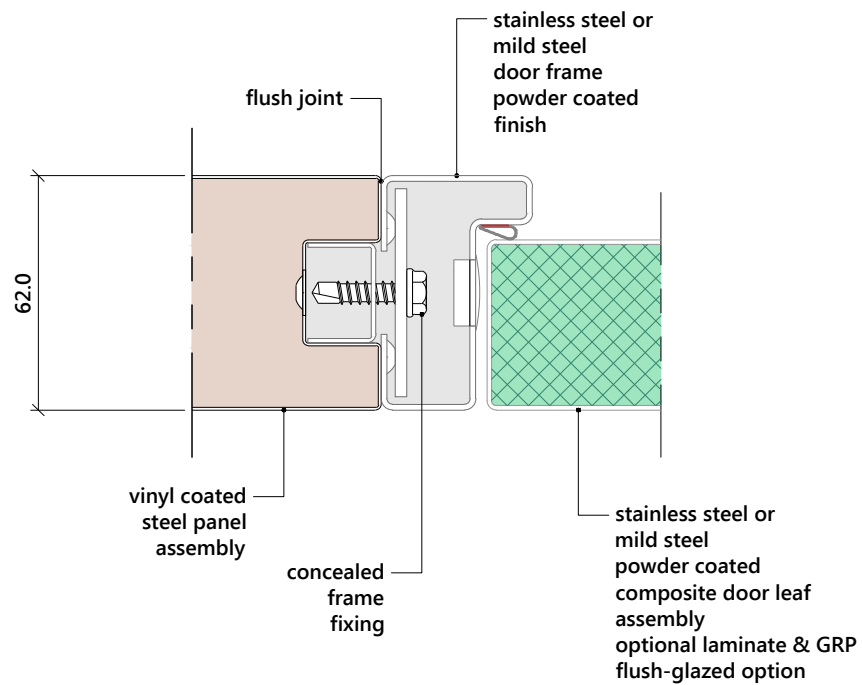 stainless steel or
mild steel
door frame
powder coated
finish
flush joint
62.0
vinyl coated
steel panel
assembly
concealed
frame
fixing
stainless steel or
mild steel
powder coated
composite door leaf
assembly
optional laminate & GRP
flush-glazed option